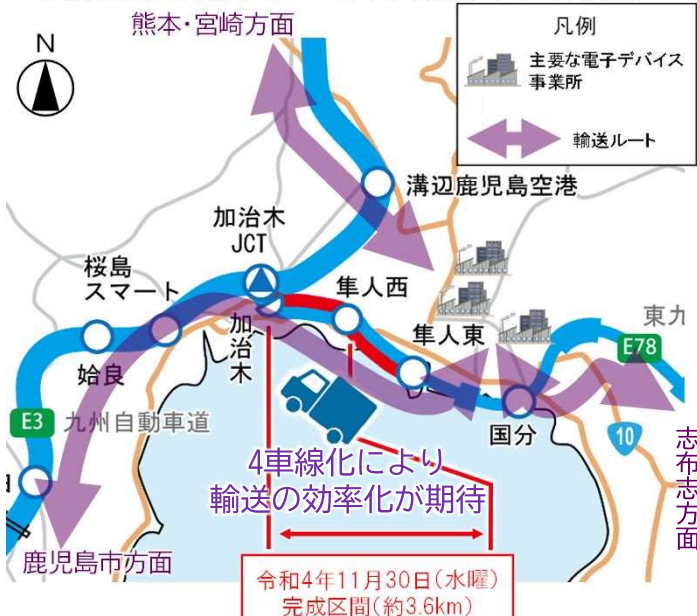 熊本・宮崎方面
N
凡例
主要な電子デバイス
事業所
輸送ルート
溝辺鹿児島空港
加治木
JCT
桜島
スマート
隼人西
加治木
隼人東
東九
E78
姶良
E3
九州自動車道
国分
10
志布志方面
4車線化により
輸送の効率化が期待
鹿児島市方面
令和4年11月30日(水曜)
完成区間(約3.6km)